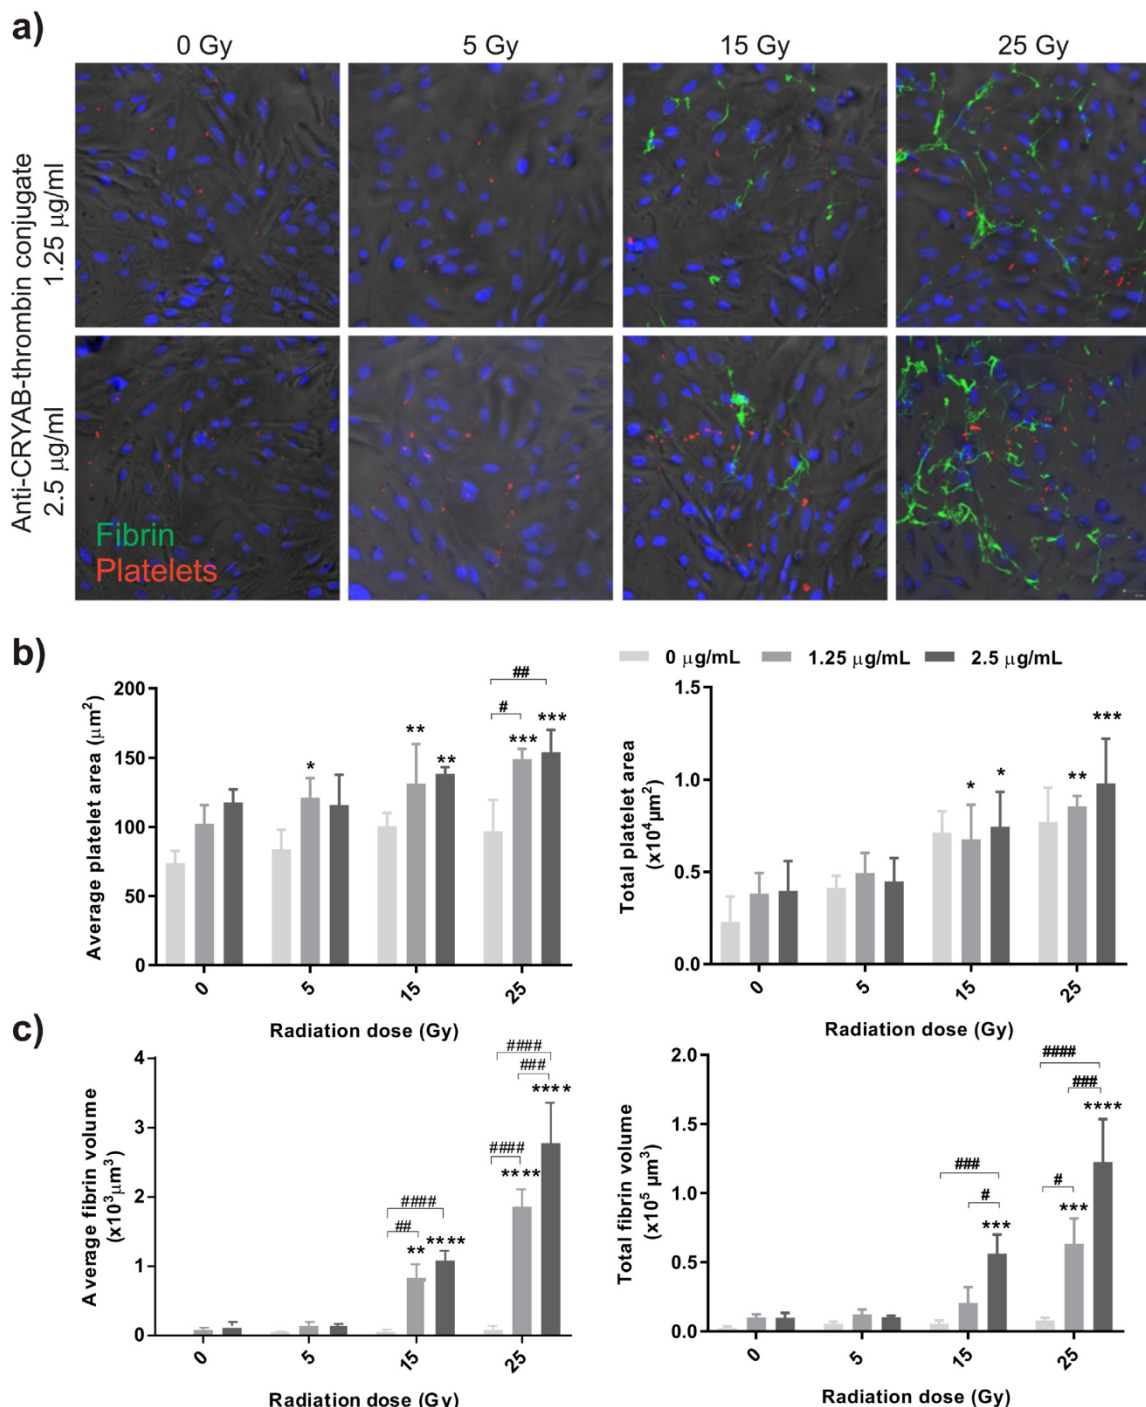 a)
0 Gy
5 Gy
15 Gy
25 Gy
Anti-CRYAB-thrombin conjugate
1.25 μg/ml
2.5 μg/ml
Fibrin
Platelets
b)
0 μg/mL
1.25 μg/mL
2.5 μg/mL
Average platelet area (μm²)
200
150
100
50
0
*
**
**
#
##
***
***
0
5
15
25
Radiation dose (Gy)
Total platelet area
(x10⁴μm²)
1.5
1.0
0.5
0.0
*
*
**
***
0
5
15
25
Radiation dose (Gy)
c)
Average fibrin volume
(x10³μm³)
4
3
2
1
0
####
##
**
****
####
###
****
####
****
0
5
15
25
Radiation dose (Gy)
Total fibrin volume
(x10⁵ μm³)
2.0
1.5
1.0
0.5
0.0
###
#
***
####
###
****
#
***
0
5
15
25
Radiation dose (Gy)